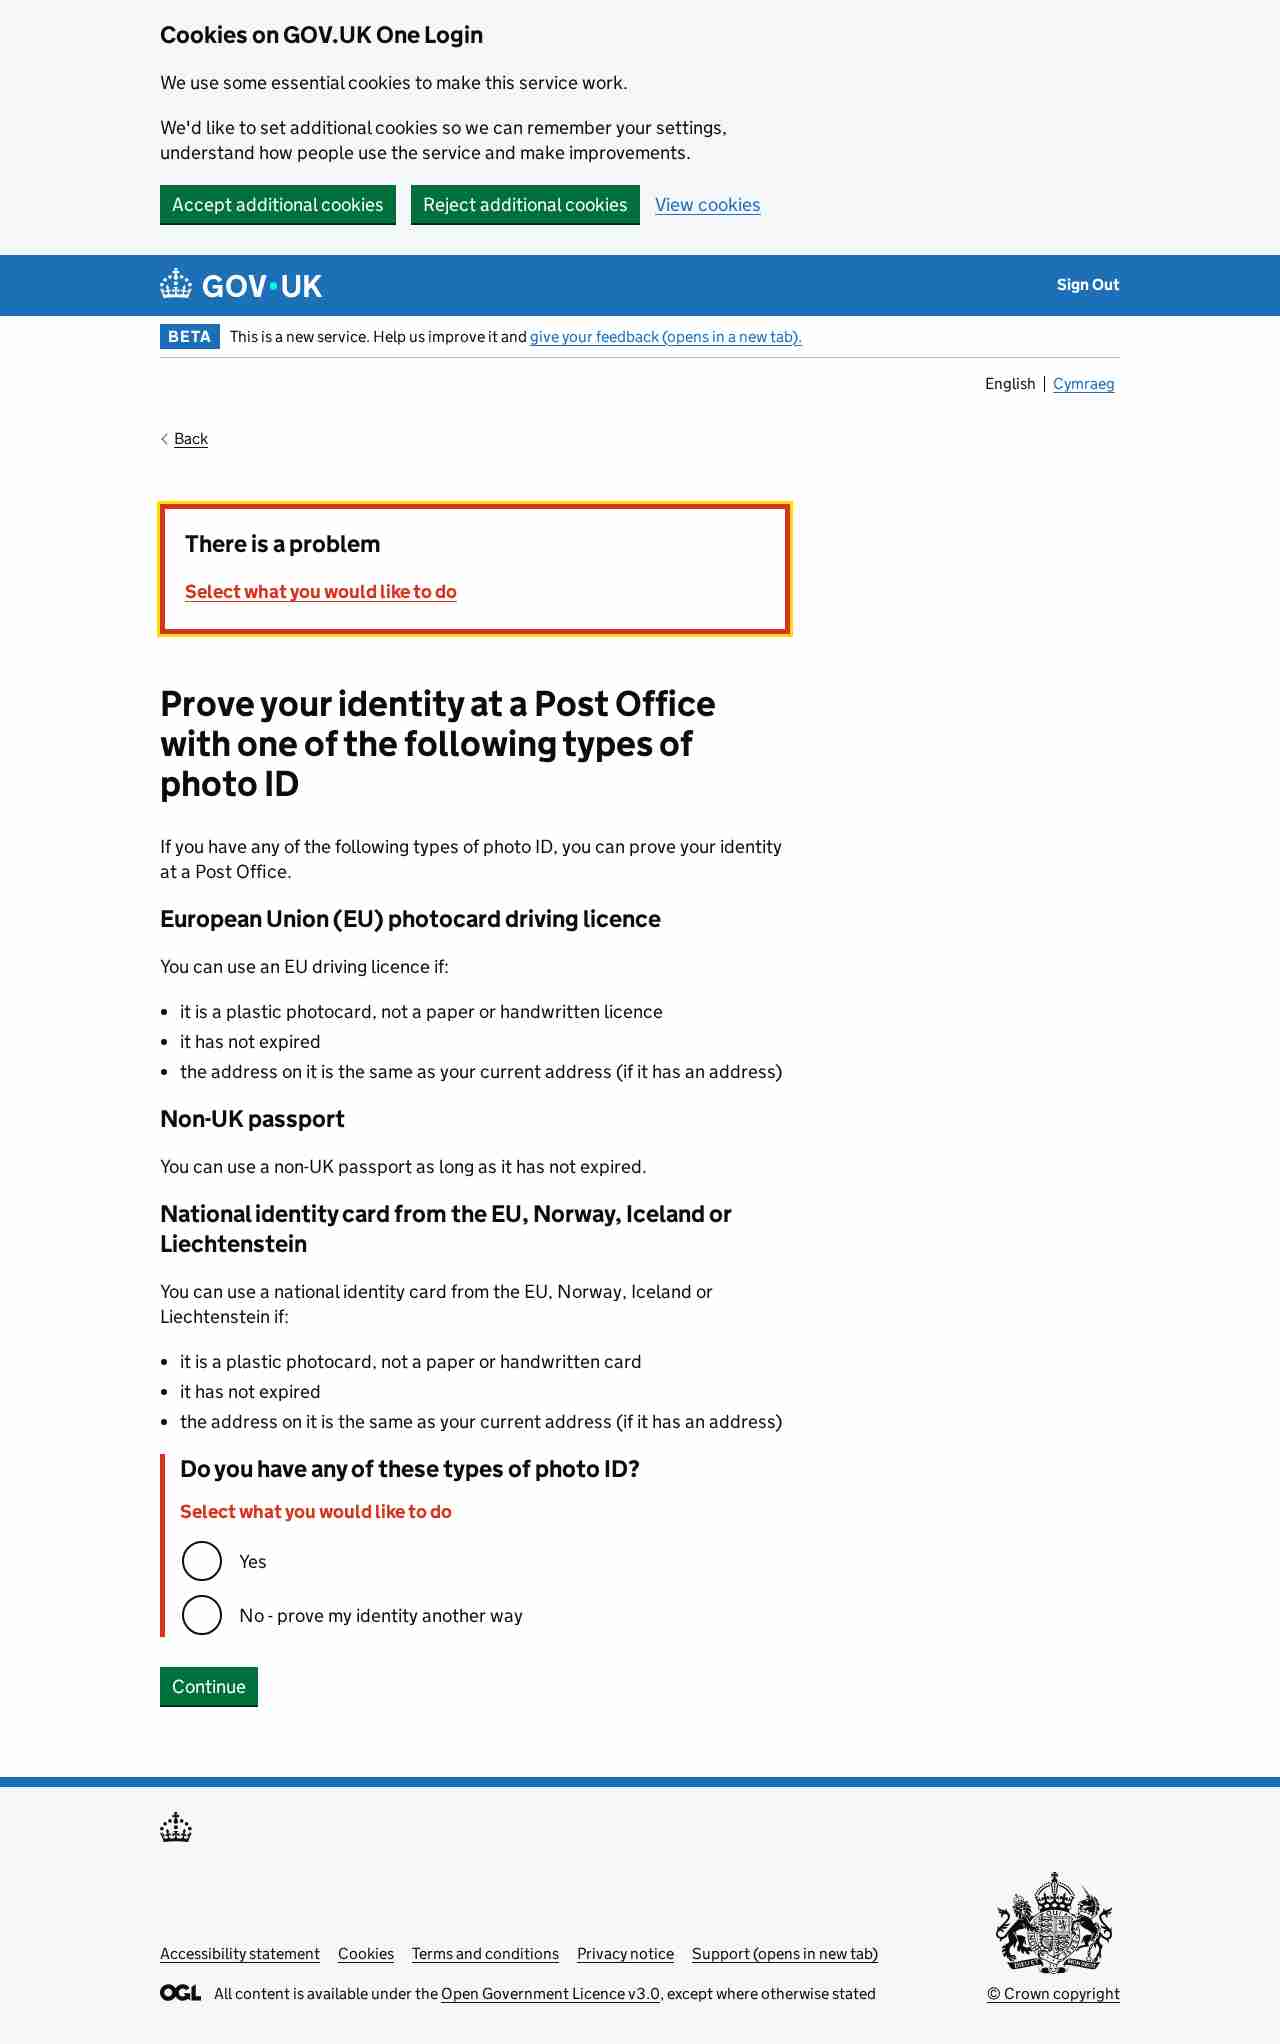 Cookies on GOV.UK One Login
We use some essential cookies to make this service work.
We'd like to set additional cookies so we can remember your settings,
understand how people use the service and make improvements.
Accept additional cookies Reject additional cookies View cookies
GOV.UK Sign Out
BETA This is a new service. Help us improve it and give your feedback (opens in a new tab).
English Cymraeg
Back
There is a problem
Select what you would like to do
Prove your identity at a Post Office
with one of the following types of
photo ID
If you have any of the following types of photo ID, you can prove your identity
at a Post Office.
European Union (EU) photocard driving licence
You can use an EU driving licence if:
• it is a plastic photocard, not a paper or handwritten licence
• it has not expired
• the address on it is the same as your current address (if it has an address)
Non-UK passport
You can use a non-UK passport as long as it has not expired.
National identity card from the EU, Norway, Iceland or
Liechtenstein
You can use a national identity card from the EU, Norway, Iceland or
Liechtenstein if:
• it is a plastic photocard, not a paper or handwritten card
• it has not expired
• the address on it is the same as your current address (if it has an address)
Do you have any of these types of photo ID?
Select what you would like to do
Yes
No - prove my identity another way
Continue
Accessibility statement Cookies Terms and conditions Privacy notice Support (opens in new tab)
OGL All content is available under the Open Government Licence v3.0, except where otherwise stated
© Crown copyright